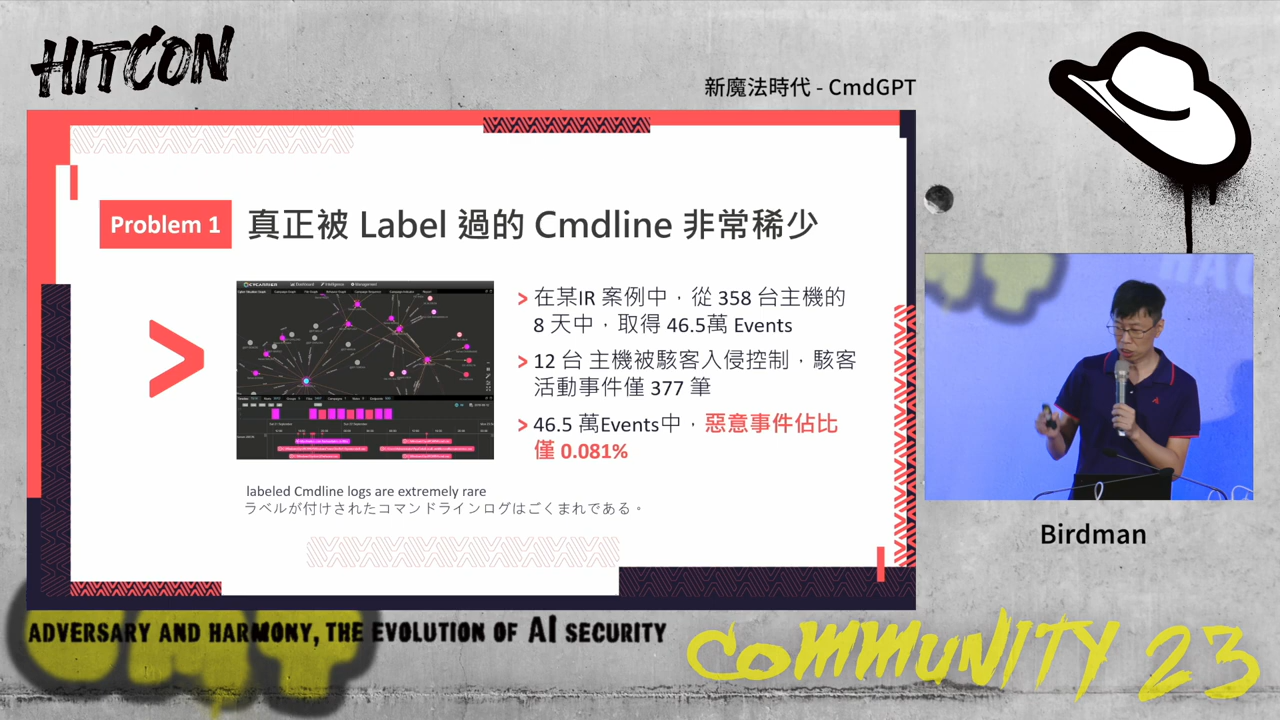 HITCON
新魔法時代 - CmdGPT
Problem 1
真正被 Label 過的 Cmdline 非常稀少
CYCARRIER
> 在某IR 案例中，從 358 台主機的
8 天中，取得 46.5萬 Events
> 12 台 主機被駭客入侵控制，駭客
活動事件僅 377 筆
> 46.5 萬Events中，惡意事件佔比
僅 0.081%
labeled Cmdline logs are extremely rare
ラベルが付けされたコマンドラインログはごくまれである。
Birdman
ADVERSARY AND HARMONY, THE EVOLUTION OF AI SECURITY
COMMUNITY 23